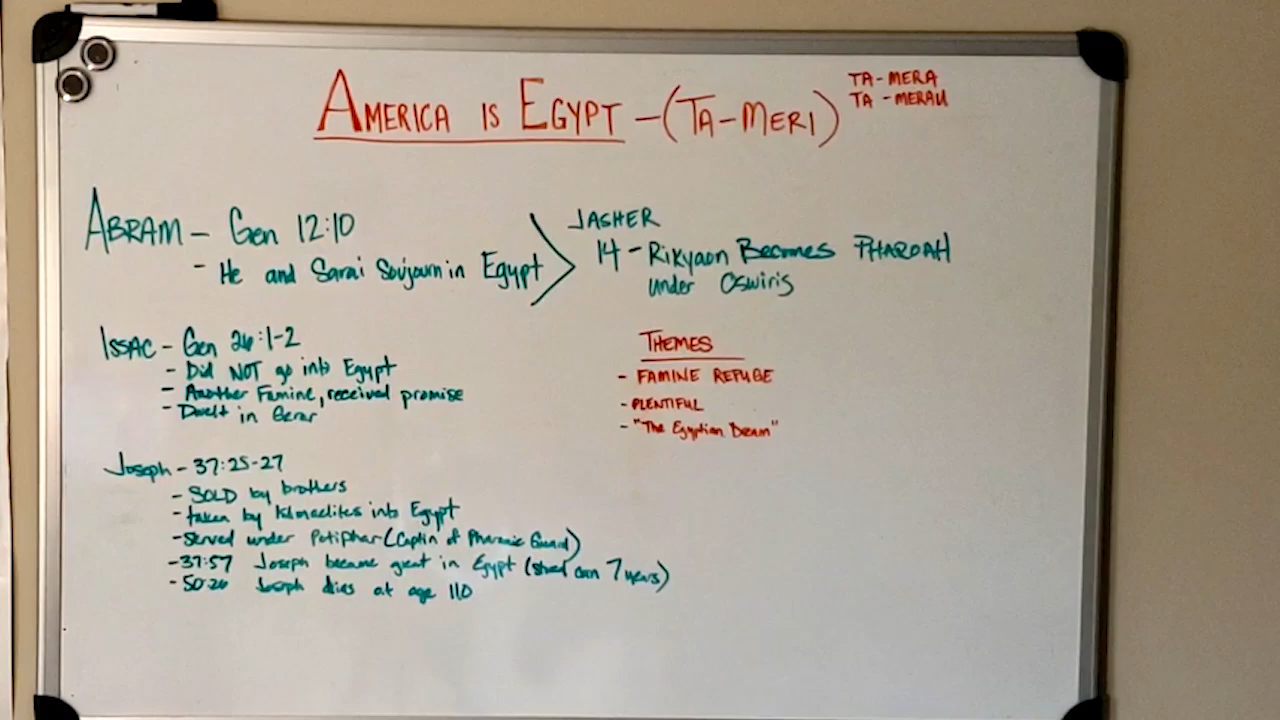 AMERICA IS EGYPT - (TA-MERI)
TA-MERA
TA-MERAU
ABRAM - Gen 12:10
- He and Sarai Soujourn in Egypt
JASHER
14 - Rikyaon Becomes PHAROAH
under Oswiris
ISSAC - Gen 26:1-2
- Did NOT go into Egypt
- Another Famine, received promise
- Dwelt in Gerar
THEMES
- FAMINE REFUGE
- PLENTIFUL
- "The Egyptian Dream"
Joseph - 37:25-27
- SOLD by brothers
- taken by Ishmaelites into Egypt
- Served under Potiphar (Captin of Pharonic Guard)
- 37:57 Joseph became great in Egypt (stored corn 7 years)
- 50:26 Joseph dies at age 110